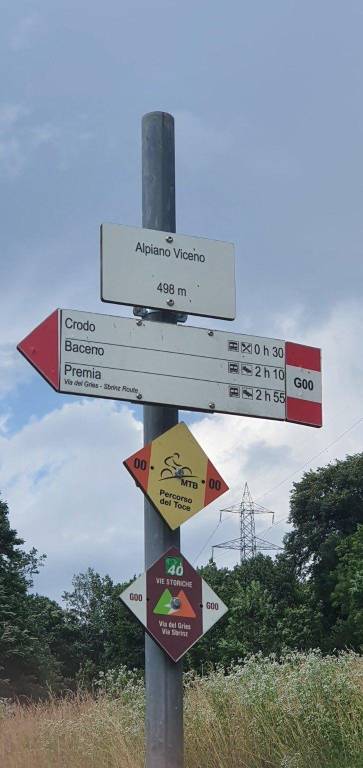 Alpiano Viceno
498 m
Crodo 0 h 30
Baceno 2 h 10
Premia 2 h 55
Via del Gries - Sbrinz Route
G00
00 MTB 00
Percorso
del Toce
40
VIE STORICHE
G00 G00
Via del Gries
Via Sbrinz